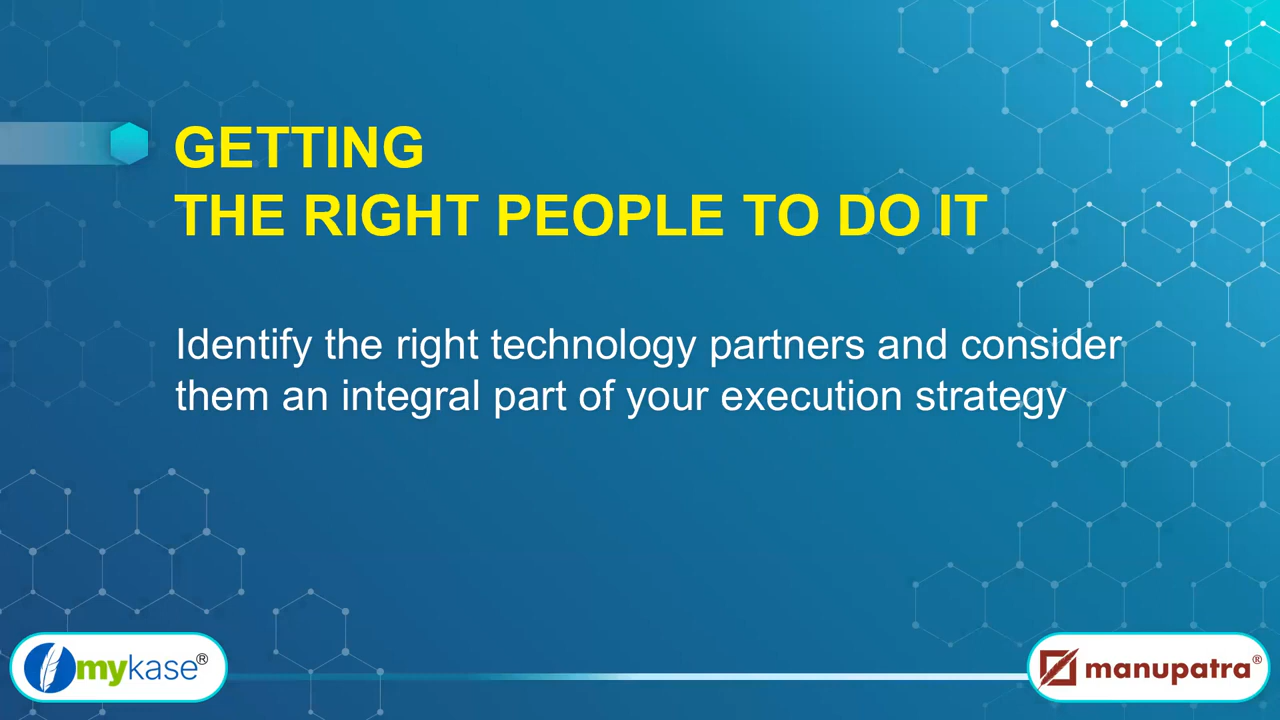 GETTING
THE RIGHT PEOPLE TO DO IT
Identify the right technology partners and consider
them an integral part of your execution strategy
mykase®
manupatra®